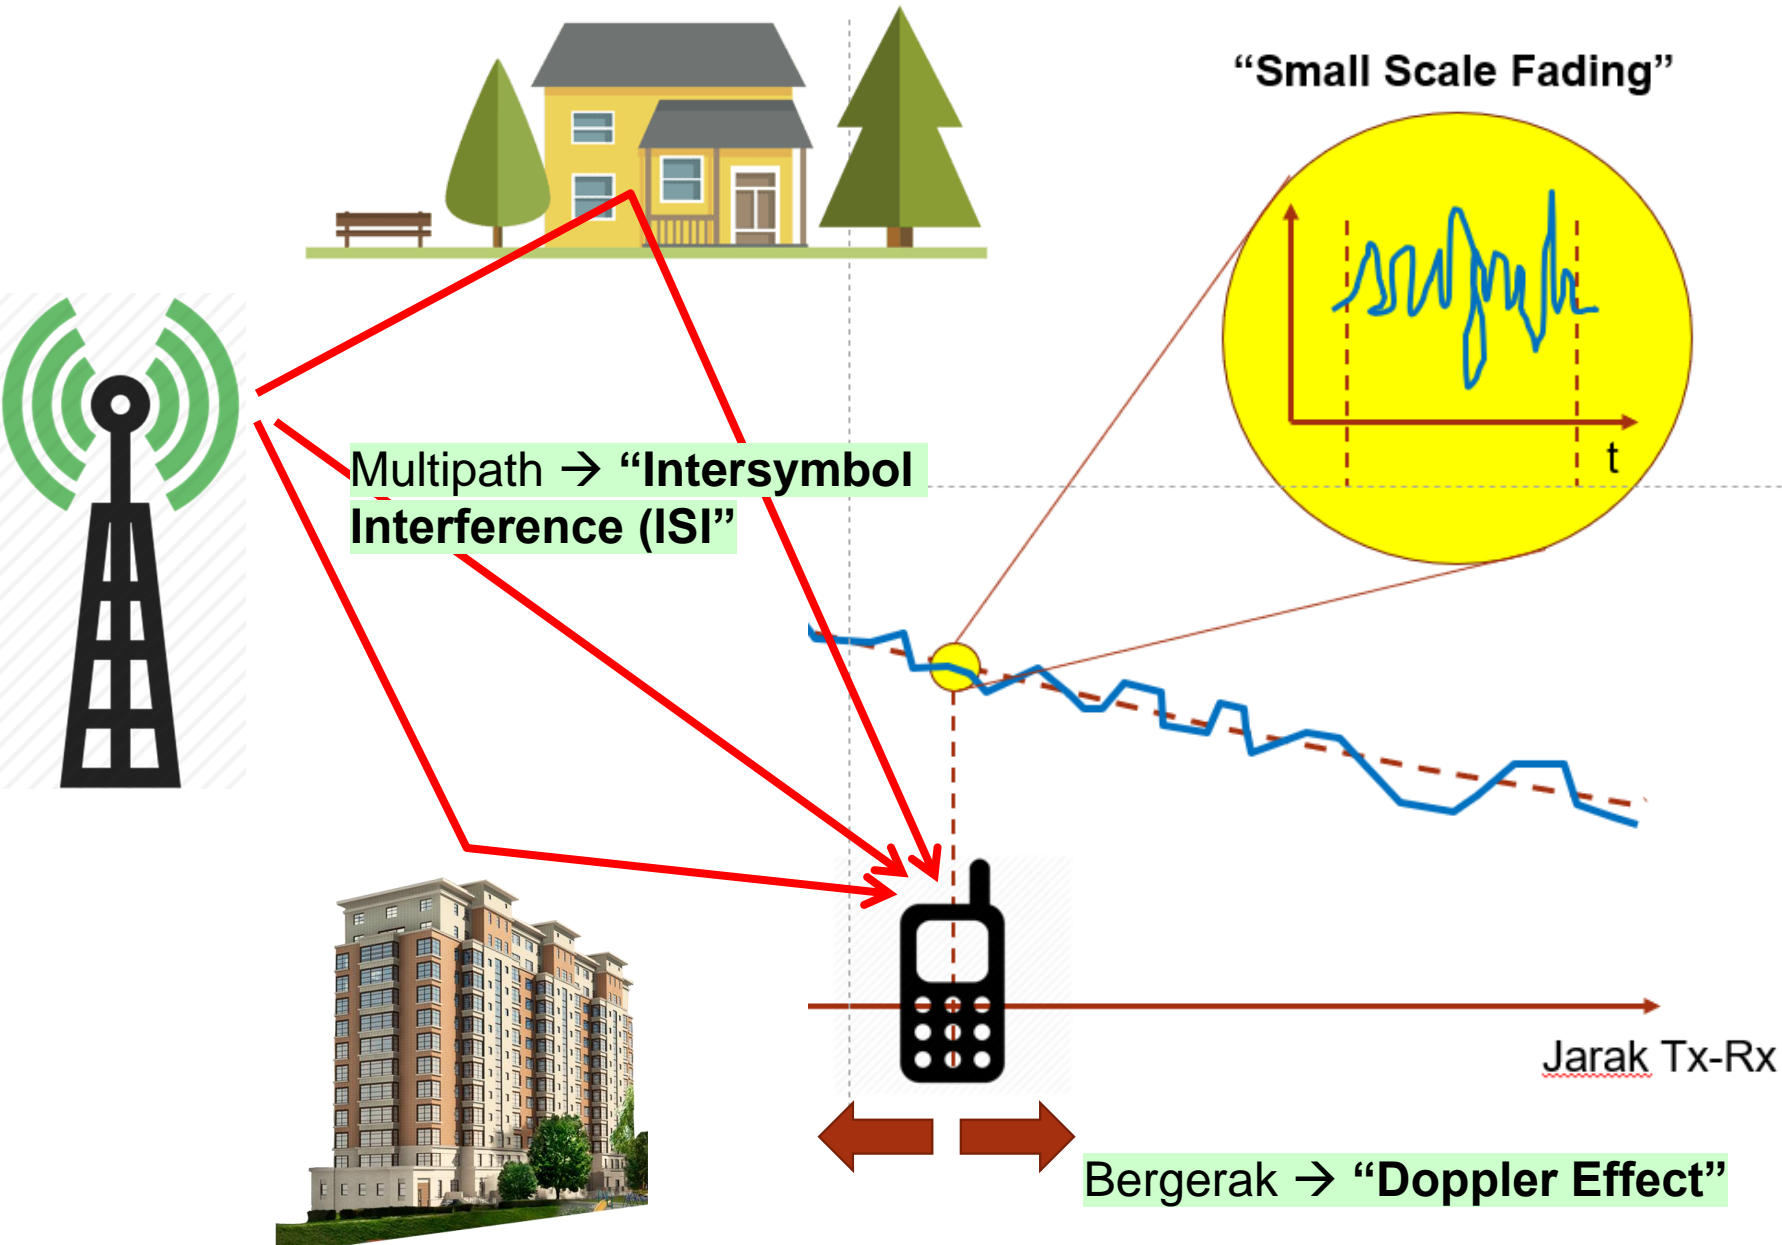 “Small Scale Fading”
t
Multipath → “Intersymbol
Interference (ISI”
Jarak Tx-Rx
Bergerak → “Doppler Effect”